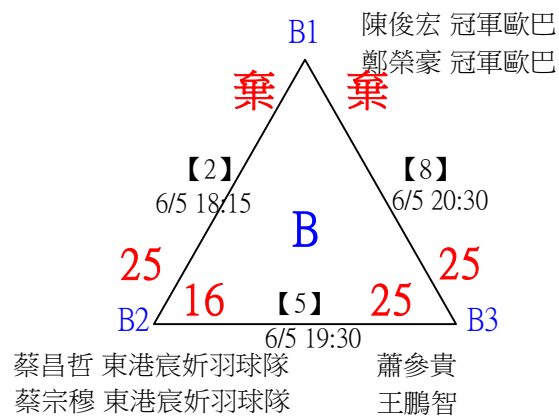 B1
陳俊宏 冠軍歐巴
鄭榮豪 冠軍歐巴
棄 棄
【2】
6/5 18:15
【8】
6/5 20:30
B
25 25
16 25
【5】
B2 B3
6/5 19:30
蔡昌哲 東港宸妡羽球隊 蕭參貴
蔡宗穆 東港宸妡羽球隊 王鵬智